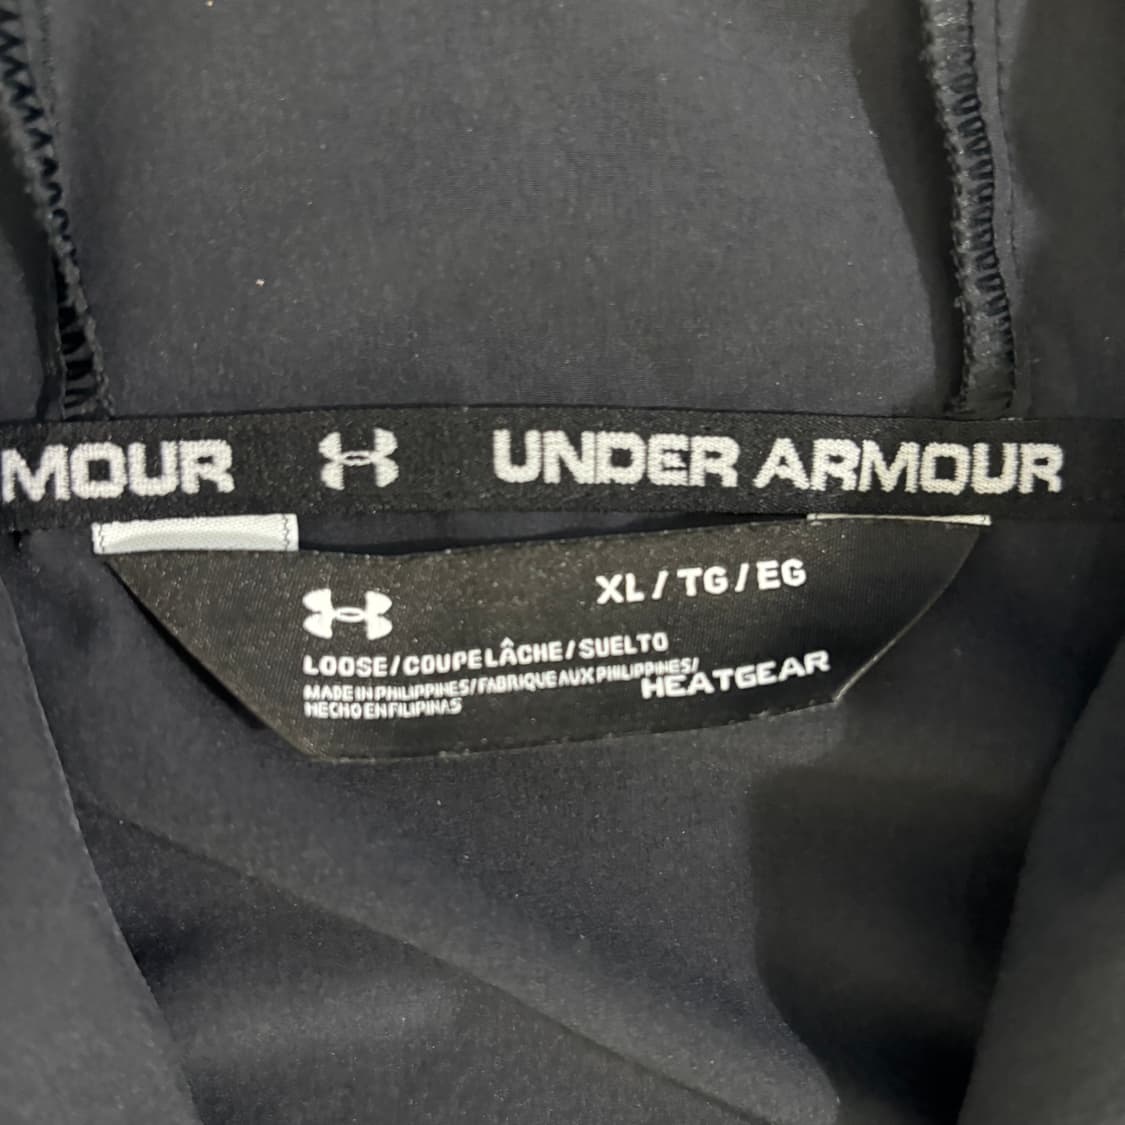 MOUR UNDER ARMOUR
XL / TG / EG
LOOSE / COUPE LÂCHE / SUELTO
MADE IN PHILIPPINES / FABRIQUE AUX PHILIPPINES /
HECHO EN FILIPINAS
HEATGEAR